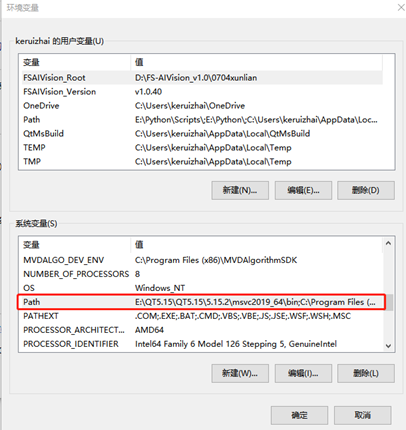 环境变量
keruizhai 的用户变量(U)
变量 值
FSAIVision_Root D:\FS-AIVision_v1.0\0704xunlian
FSAIVision_Version v1.0.40
OneDrive C:\Users\keruizhai\OneDrive
Path E:\Python\Scripts\;E:\Python\;C:\Users\keruizhai\AppData\Loc...
QtMsBuild C:\Users\keruizhai\AppData\Local\QtMsBuild
TEMP C:\Users\keruizhai\AppData\Local\Temp
TMP C:\Users\keruizhai\AppData\Local\Temp
新建(N)... 编辑(E)... 删除(D)
系统变量(S)
变量 值
MVDALGO_DEV_ENV C:\Program Files (x86)\MVDAlgorithmSDK
NUMBER_OF_PROCESSORS 8
OS Windows_NT
Path E:\QT5.15\QT5.15\5.15.2\msvc2019_64\bin;C:\Program Files (...
PATHEXT .COM;.EXE;.BAT;.CMD;.VBS;.VBE;.JS;.JSE;.WSF;.WSH;.MSC
PROCESSOR_ARCHITECT... AMD64
PROCESSOR_IDENTIFIER Intel64 Family 6 Model 126 Stepping 5, GenuineIntel
新建(W)... 编辑(I)... 删除(L)
确定 取消